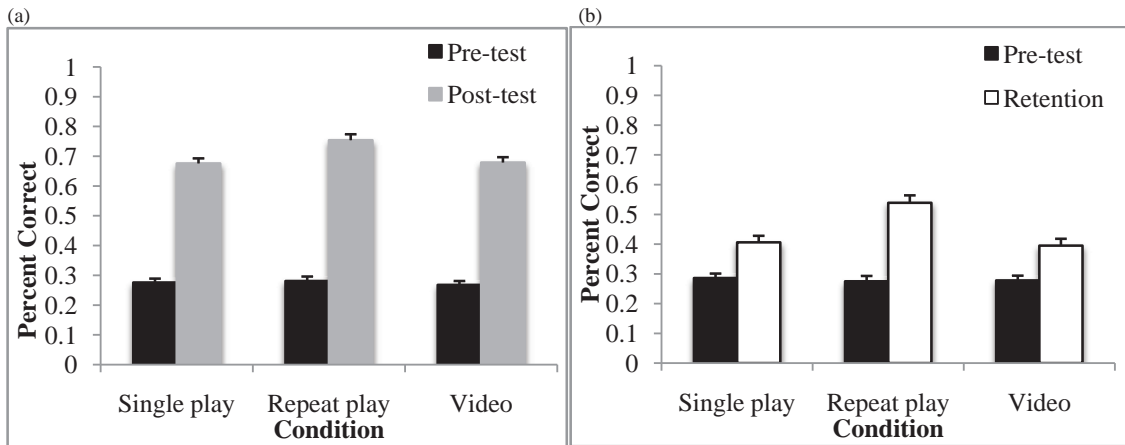 (a)
Pre-test
Post-test
1
0.9
0.8
0.7
0.6
0.5
0.4
0.3
0.2
0.1
0
Percent Correct
Single play Repeat play Video
Condition
(b)
Pre-test
Retention
1
0.9
0.8
0.7
0.6
0.5
0.4
0.3
0.2
0.1
0
Percent Correct
Single play Repeat play Video
Condition